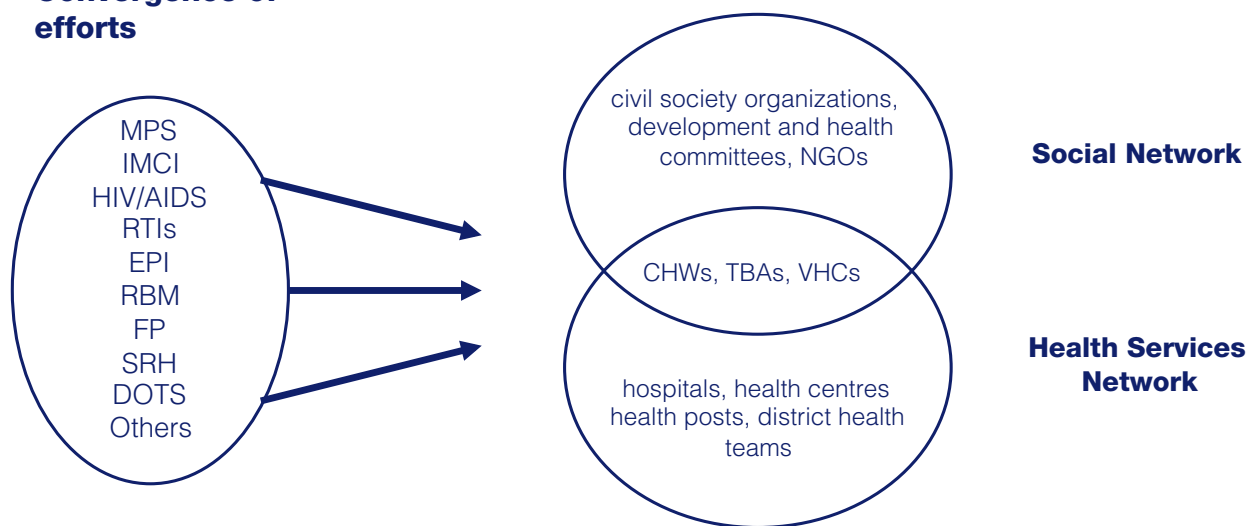 efforts
MPS
IMCI
HIV/AIDS
RTIs
EPI
RBM
FP
SRH
DOTS
Others
civil society organizations,
development and health
committees, NGOs
CHWs, TBAs, VHCs
hospitals, health centres
health posts, district health
teams
Social Network
Health Services
Network